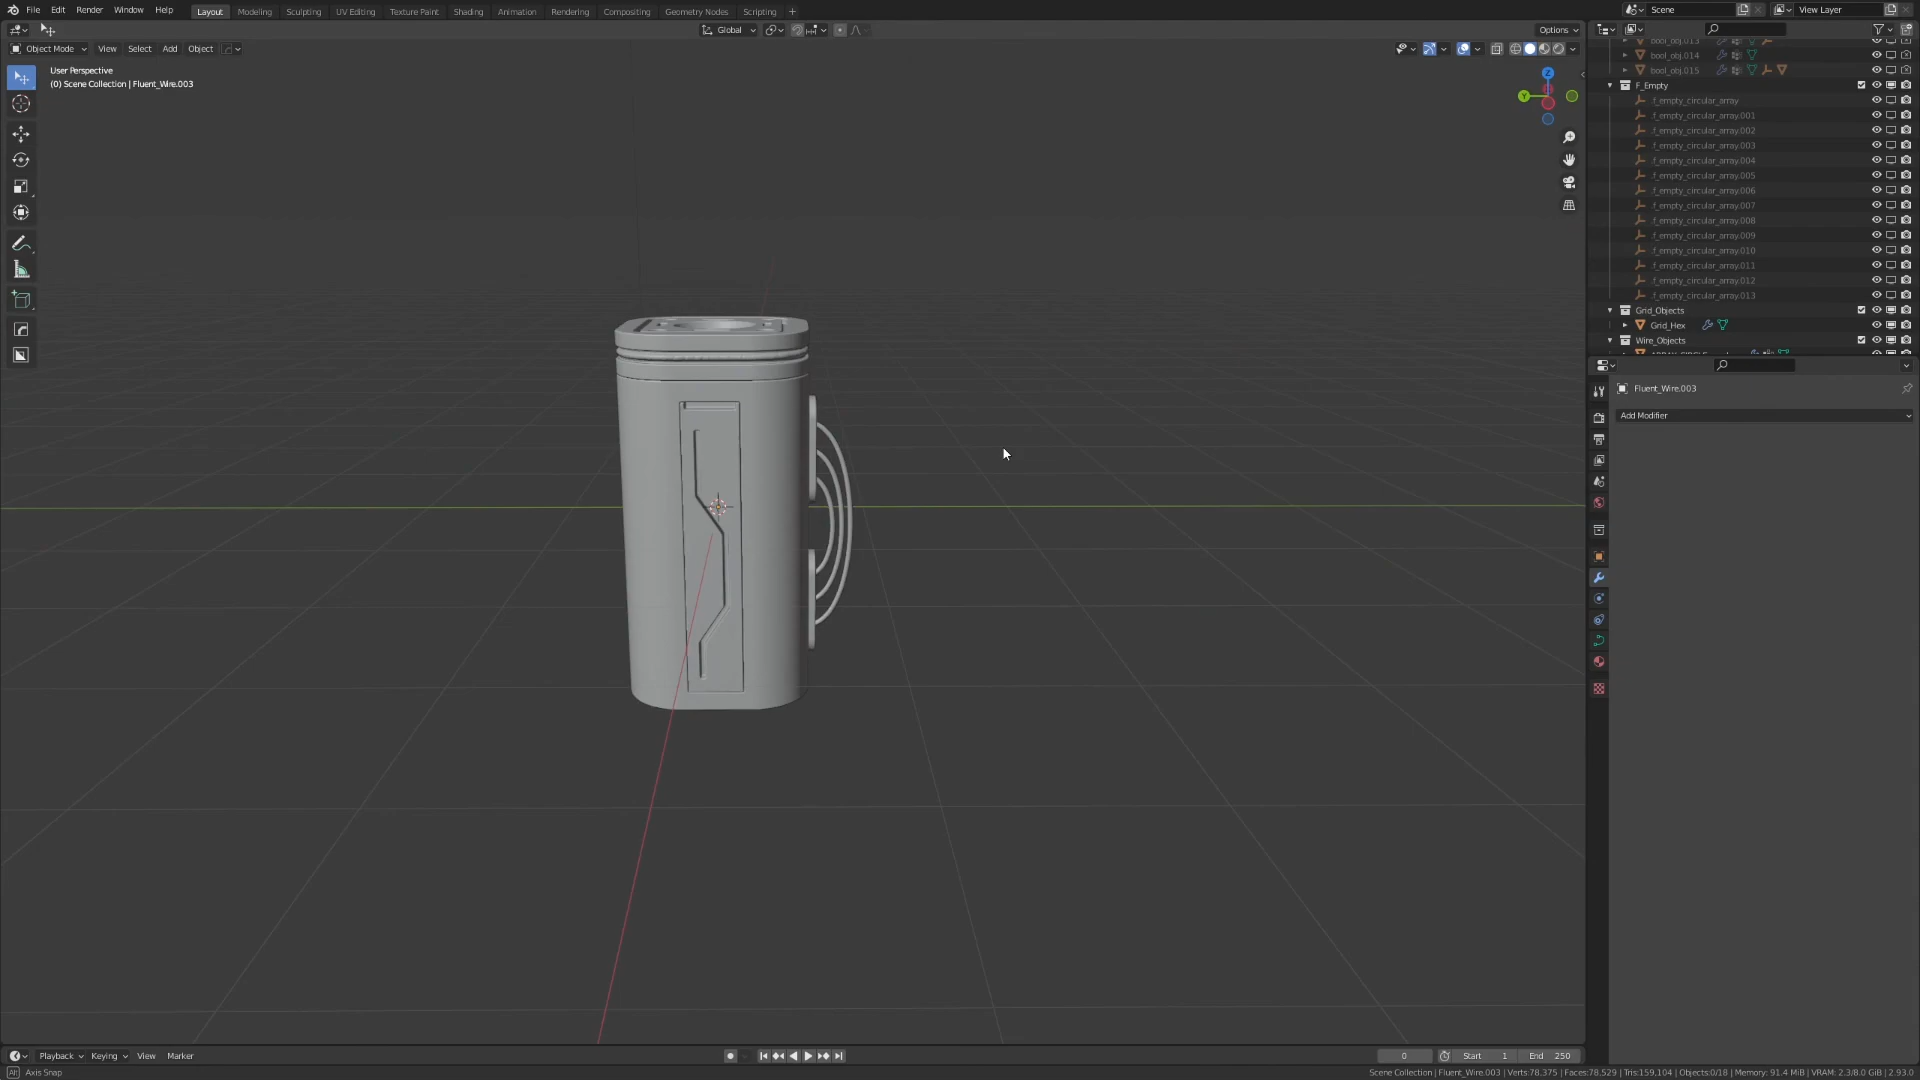 File Edit Render Window Help Layout Modeling Sculpting UV Editing Texture Paint Shading Animation Rendering Compositing Geometry Nodes Scripting + Scene View Layer
Global Options
Object Mode View Select Add Object
User Perspective
(0) Scene Collection | Fluent_Wire.003
Z
Y
bool_obj.013
bool_obj.014
bool_obj.015
F_Empty
.f_empty_circular_array
.f_empty_circular_array.001
.f_empty_circular_array.002
.f_empty_circular_array.003
.f_empty_circular_array.004
.f_empty_circular_array.005
.f_empty_circular_array.006
.f_empty_circular_array.007
.f_empty_circular_array.008
.f_empty_circular_array.009
.f_empty_circular_array.010
.f_empty_circular_array.011
.f_empty_circular_array.012
.f_empty_circular_array.013
Grid_Objects
Grid_Hex
Wire_Objects
Fluent_Wire.003
Add Modifier
Playback Keying View Marker 0 Start 1 End 250
Alt Axis Snap
Scene Collection | Fluent_Wire.003 | Verts:78,375 | Faces:78,529 | Tris:159,104 | Objects:0/18 | Memory: 91.4 MiB | VRAM: 2.3/8.0 GiB | 2.93.0